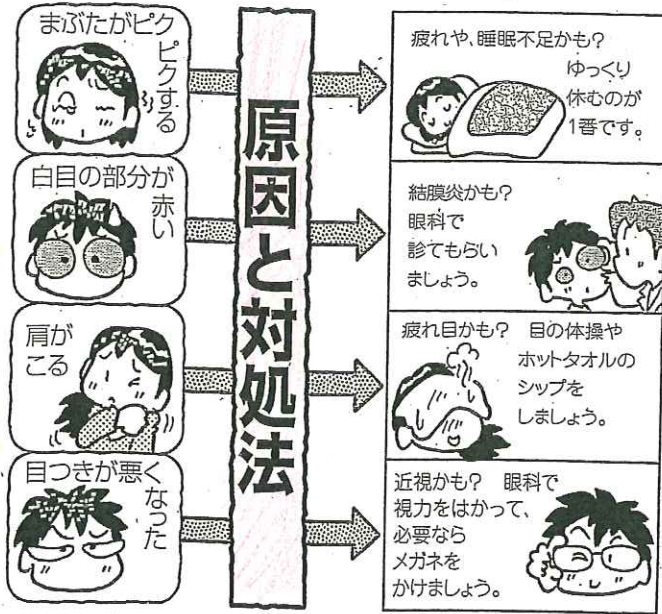 まぶたがピク
ピクする
白目の部分が
赤い
肩が
こる
目つきが悪く
なった
原因と対処法
疲れや、睡眠不足かも?
ゆっくり
休むのが
1番です。
結膜炎かも?
眼科で
診てもらい
ましょう。
疲れ目かも? 目の体操や
ホットタオルの
シップを
しましょう。
近視かも? 眼科で
視力をはかって、
必要なら
メガネを
かけましょう。